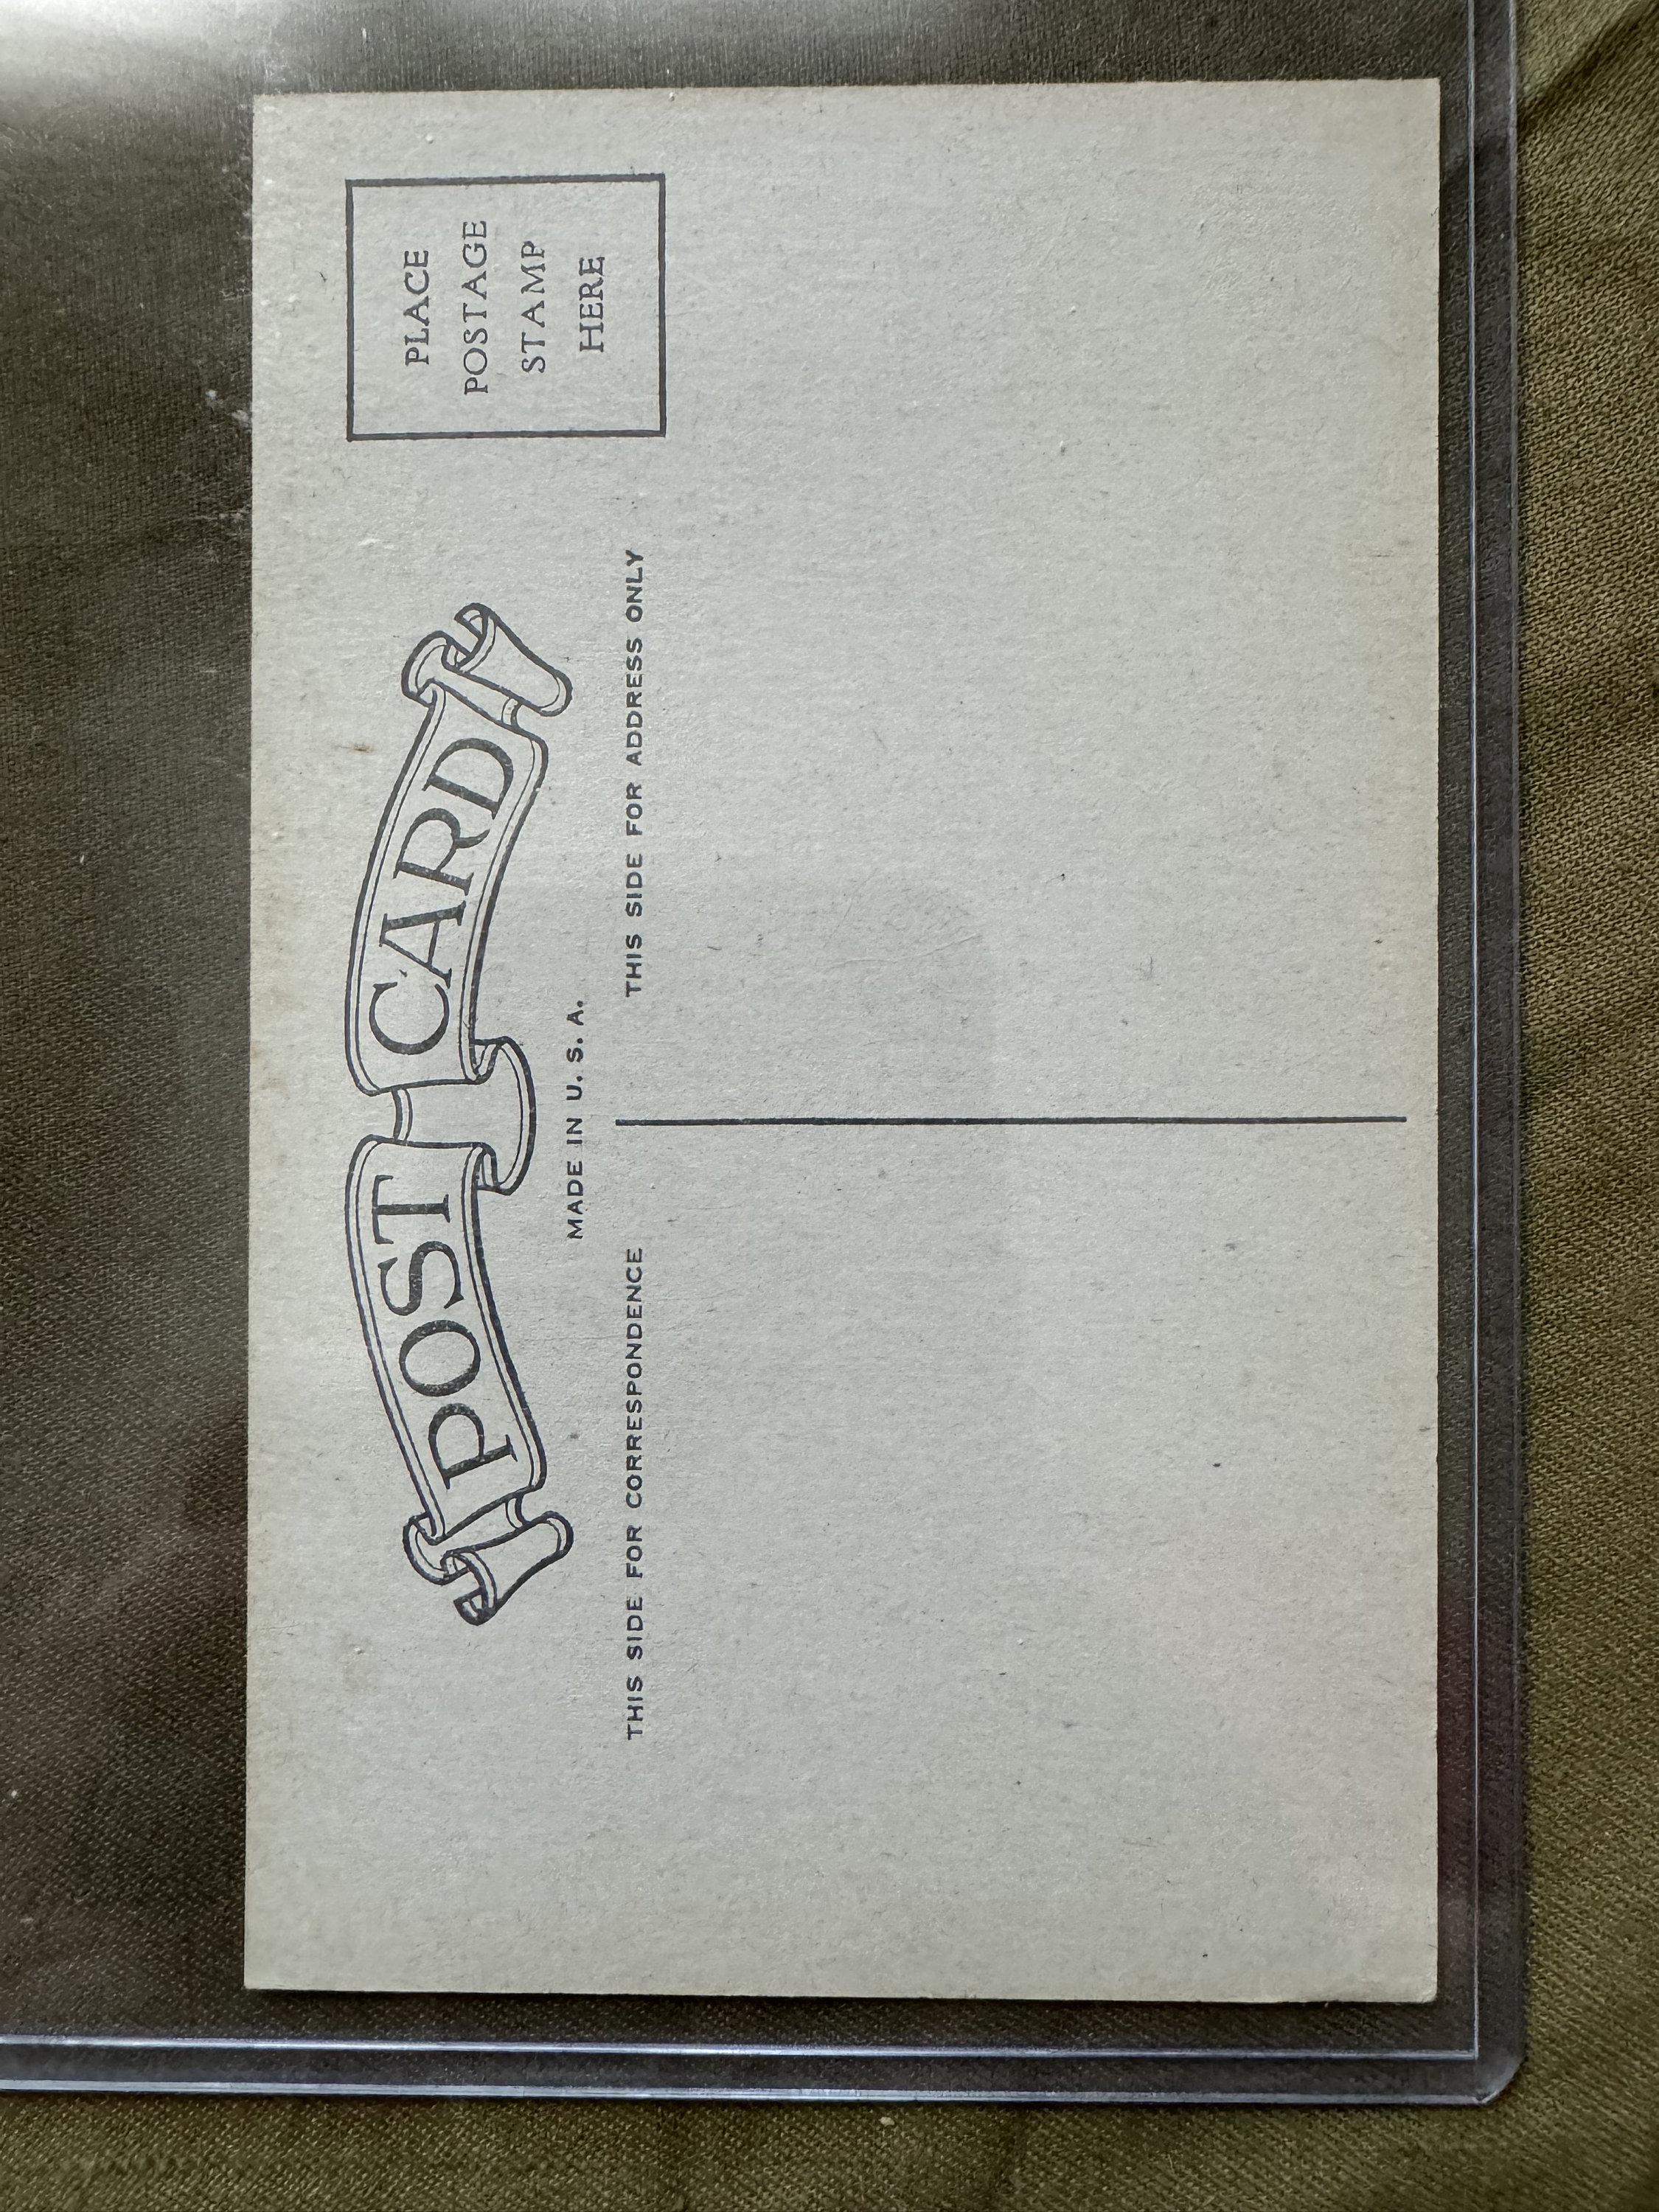 POST CARD
PLACE
POSTAGE
STAMP
HERE
MADE IN U. S. A.
THIS SIDE FOR CORRESPONDENCE
THIS SIDE FOR ADDRESS ONLY